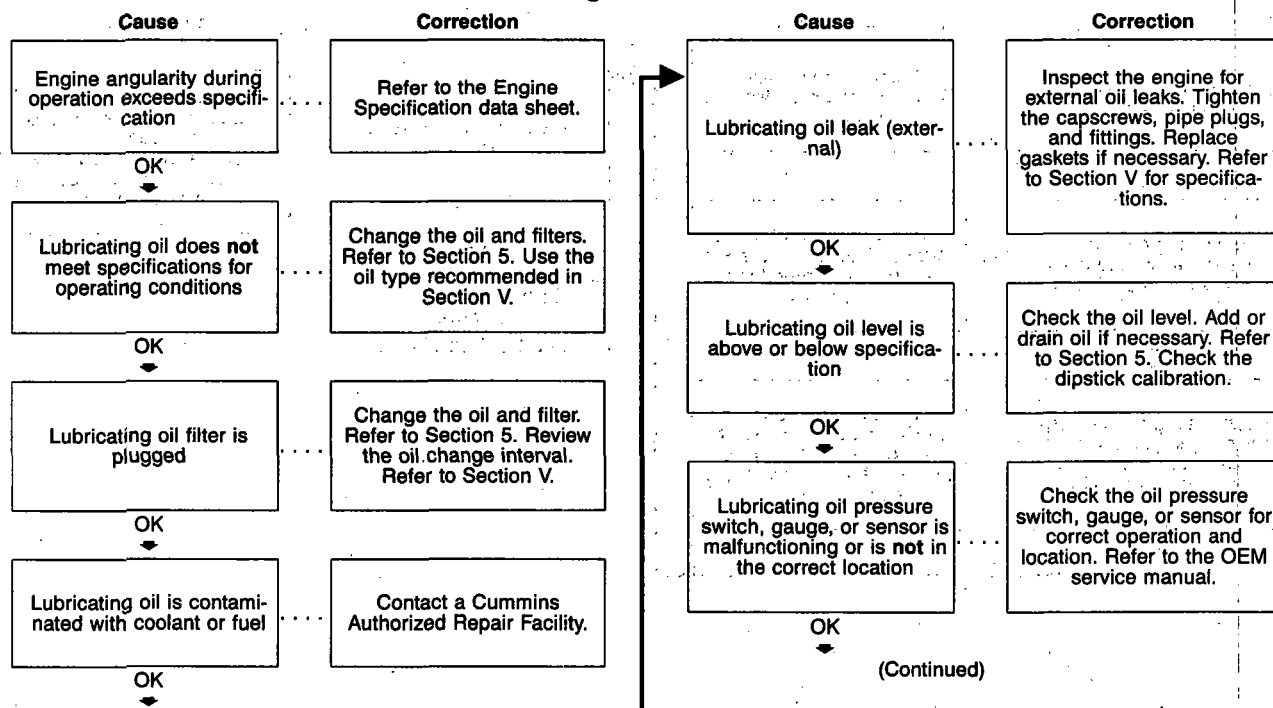 Cause
Correction
Engine angularity during
operation exceeds specifi-
cation
Refer to the Engine
Specification data sheet.
OK
Lubricating oil does not
meet specifications for
operating conditions
Change the oil and filters.
Refer to Section 5. Use the
oil type recommended in
Section V.
OK
Lubricating oil filter is
plugged
Change the oil and filter.
Refer to Section 5. Review
the oil change interval.
Refer to Section V.
OK
Lubricating oil is contami-
nated with coolant or fuel
Contact a Cummins
Authorized Repair Facility.
OK
Cause
Correction
Lubricating oil leak (exter-
nal)
Inspect the engine for
external oil leaks. Tighten
the capscrews, pipe plugs,
and fittings. Replace
gaskets if necessary. Refer
to Section V for specifica-
tions.
OK
Lubricating oil level is
above or below specifica-
tion
Check the oil level. Add or
drain oil if necessary. Refer
to Section 5. Check the
dipstick calibration.
OK
Lubricating oil pressure
switch, gauge, or sensor is
malfunctioning or is not in
the correct location
Check the oil pressure
switch, gauge, or sensor for
correct operation and
location. Refer to the OEM
service manual.
OK
(Continued)